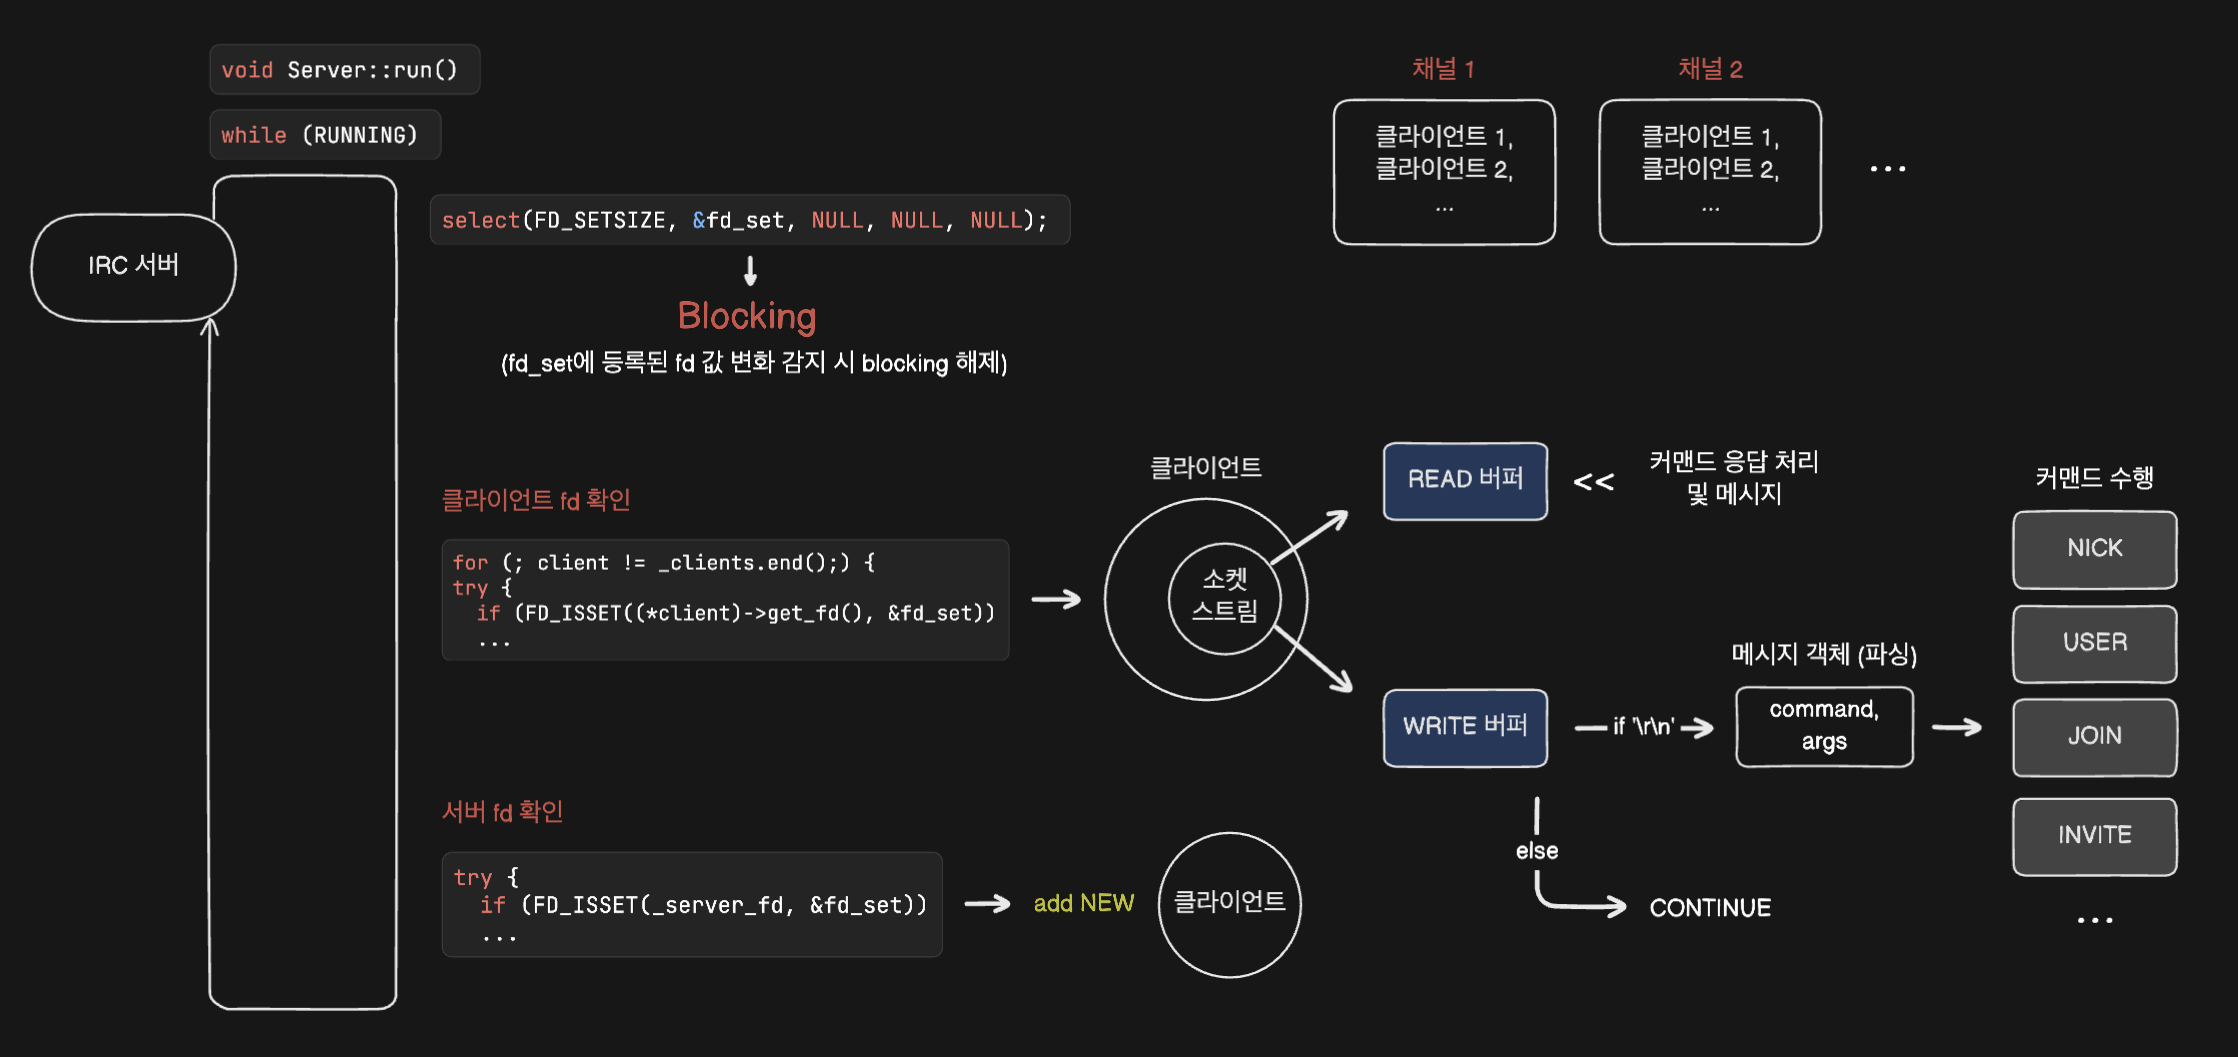 void Server::run()
while (RUNNING)
IRC 서버
select(FD_SETSIZE, &fd_set, NULL, NULL, NULL);
Blocking
(fd_set에 등록된 fd 값 변화 감지 시 blocking 해제)
채널 1
클라이언트 1,
클라이언트 2,
...
채널 2
클라이언트 1,
클라이언트 2,
...
...
클라이언트 fd 확인
for (; client != _clients.end();) {
try {
if (FD_ISSET((*client)->get_fd(), &fd_set))
...
클라이언트
소켓
스트림
READ 버퍼
<<
커맨드 응답 처리
및 메시지
WRITE 버퍼
if '\r\n'
메시지 객체 (파싱)
command,
args
else
CONTINUE
커맨드 수행
NICK
USER
JOIN
INVITE
...
서버 fd 확인
try {
if (FD_ISSET(_server_fd, &fd_set))
...
add NEW
클라이언트